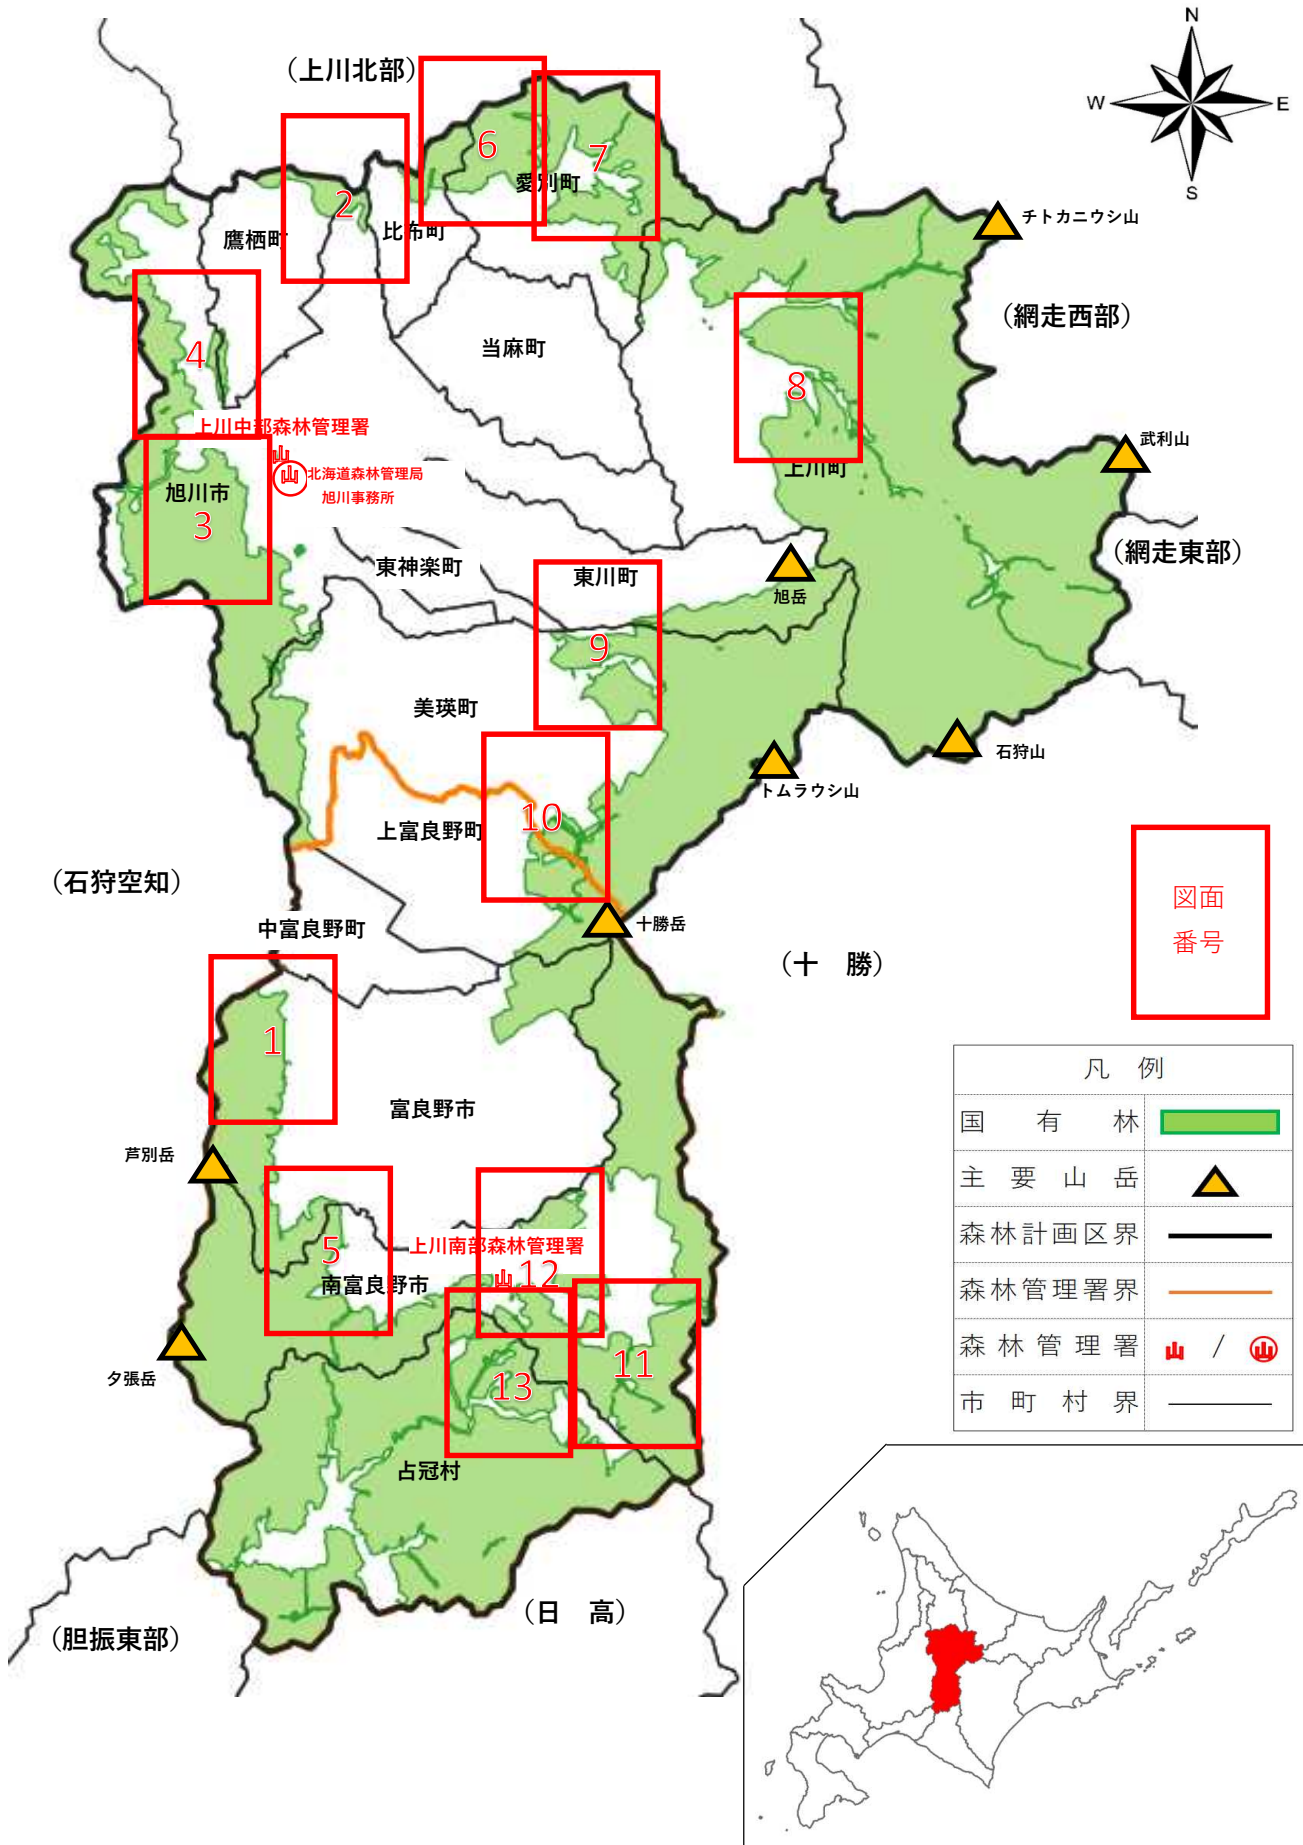 N
W
E
S
（上川北部）
6
7
愛別町
2
比布町
鷹栖町
チトカニウシ山
（網走西部）
4
当麻町
8
上川中部森林管理署
山
山
北海道森林管理局
旭川事務所
武利山
上川町
旭川市
3
（網走東部）
東神楽町
東川町
旭岳
9
美瑛町
石狩山
トムラウシ山
10
上富良野町
（石狩空知）
図面
番号
中富良野町
十勝岳
（十　勝）
1
富良野市
芦別岳
5
上川南部森林管理署
山
12
南富良野市
11
夕張岳
13
占冠村
（日　高）
（胆振東部）
凡　例
国有林
主要山岳
森林計画区界
森林管理署界
森林管理署
山 / 山
市町村界